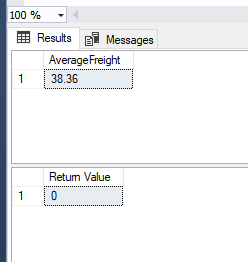 100 %
Results Messages
AverageFreight
1 38.36
Return Value
1 0